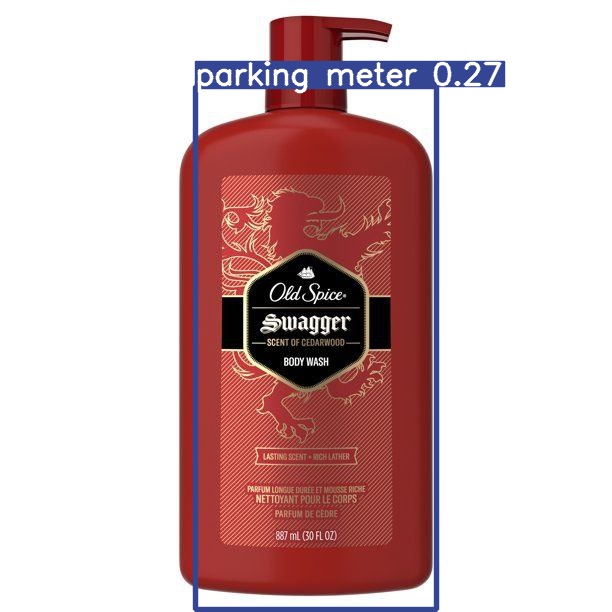 parking meter 0.27
Old Spice®
Swagger
SCENT OF CEDARWOOD
BODY WASH
LASTING SCENT • RICH LATHER
PARFUM LONGUE DURÉE ET MOUSSE RICHE
NETTOYANT POUR LE CORPS
PARFUM DE CÈDRE
887 mL (30 FL OZ)